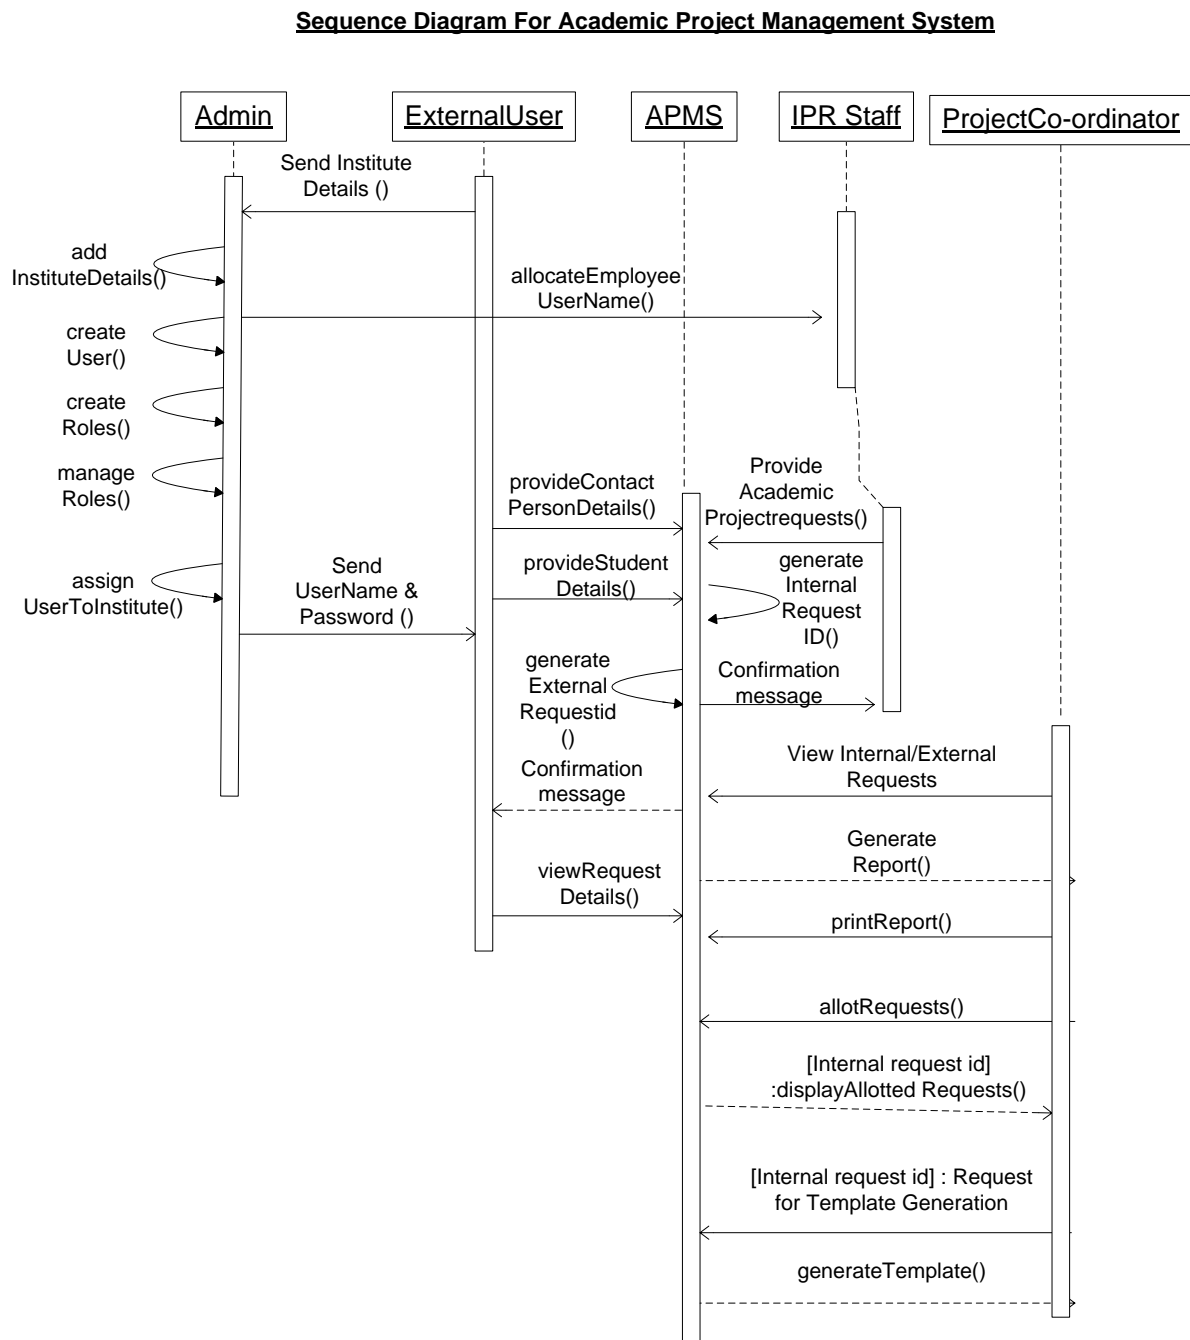 Sequence Diagram For Academic Project Management System
Admin
ExternalUser
APMS
IPR Staff
ProjectCo-ordinator
Send Institute
Details ()
add
InstituteDetails()
allocateEmployee
UserName()
create
User()
create
Roles()
manage
Roles()
provideContact
PersonDetails()
Provide
Academic
Projectrequests()
assign
UserToInstitute()
Send
UserName &
Password ()
provideStudent
Details()
generate
Internal
Request
ID()
generate
External
Requestid
()
Confirmation
message
Confirmation
message
View Internal/External
Requests
Generate
Report()
viewRequest
Details()
printReport()
allotRequests()
[Internal request id]
:displayAllotted Requests()
[Internal request id] : Request
for Template Generation
generateTemplate()